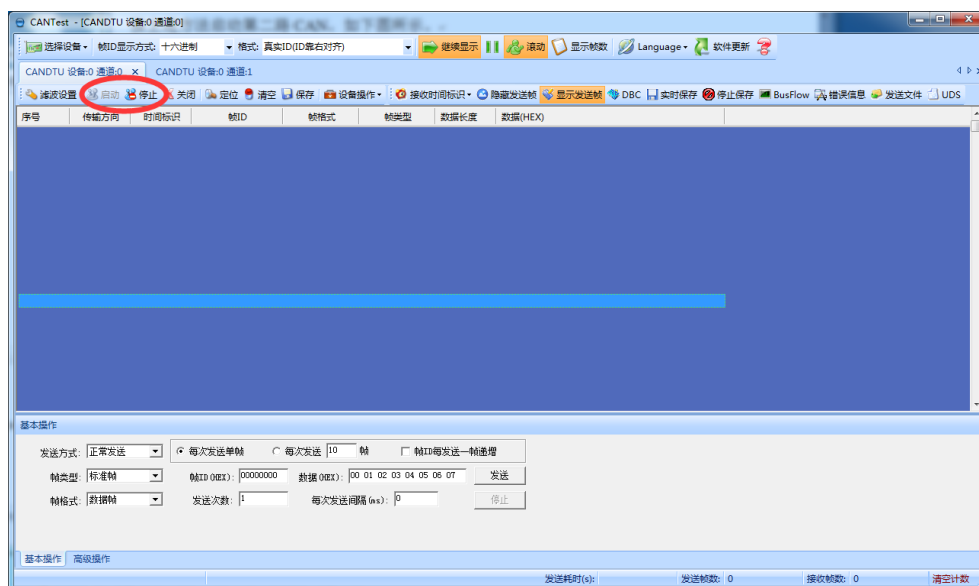 CANTest - [CANDTU 设备:0 通道:0]
选择设备 帧ID显示方式: 十六进制 格式: 真实ID(ID靠右对齐) 继续显示 滚动 显示帧数 Language 软件更新
CANDTU 设备:0 通道:0 × CANDTU 设备:0 通道:1
滤波设置 启动 停止 关闭 定位 清空 保存 设备操作 接收时间标识 隐藏发送帧 显示发送帧 DBC 实时保存 停止保存 BusFlow 错误信息 发送文件 UDS
序号 传输方向 时间标识 帧ID 帧格式 帧类型 数据长度 数据(HEX)
基本操作
发送方式: 正常发送 每次发送单帧 每次发送 10 帧 帧ID每发送一帧递增
帧类型: 标准帧 帧ID(HEX): 00000000 数据(HEX): 00 01 02 03 04 05 06 07 发送
帧格式: 数据帧 发送次数: 1 每次发送间隔(ms): 0 停止
基本操作 高级操作
发送耗时(s): 发送帧数: 0 接收帧数: 0 清空计数